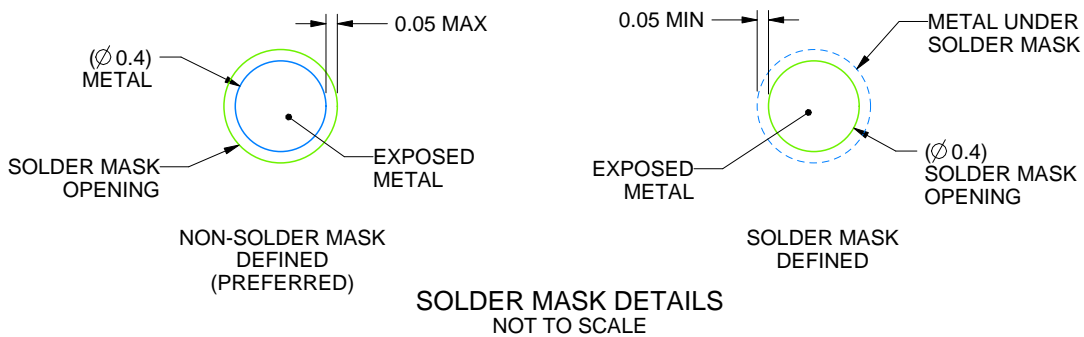 0.05 MAX
(Ø 0.4)
METAL
SOLDER MASK
OPENING
EXPOSED
METAL
NON-SOLDER MASK
DEFINED
(PREFERRED)
0.05 MIN
METAL UNDER
SOLDER MASK
EXPOSED
METAL
(Ø 0.4)
SOLDER MASK
OPENING
SOLDER MASK
DEFINED
SOLDER MASK DETAILS
NOT TO SCALE